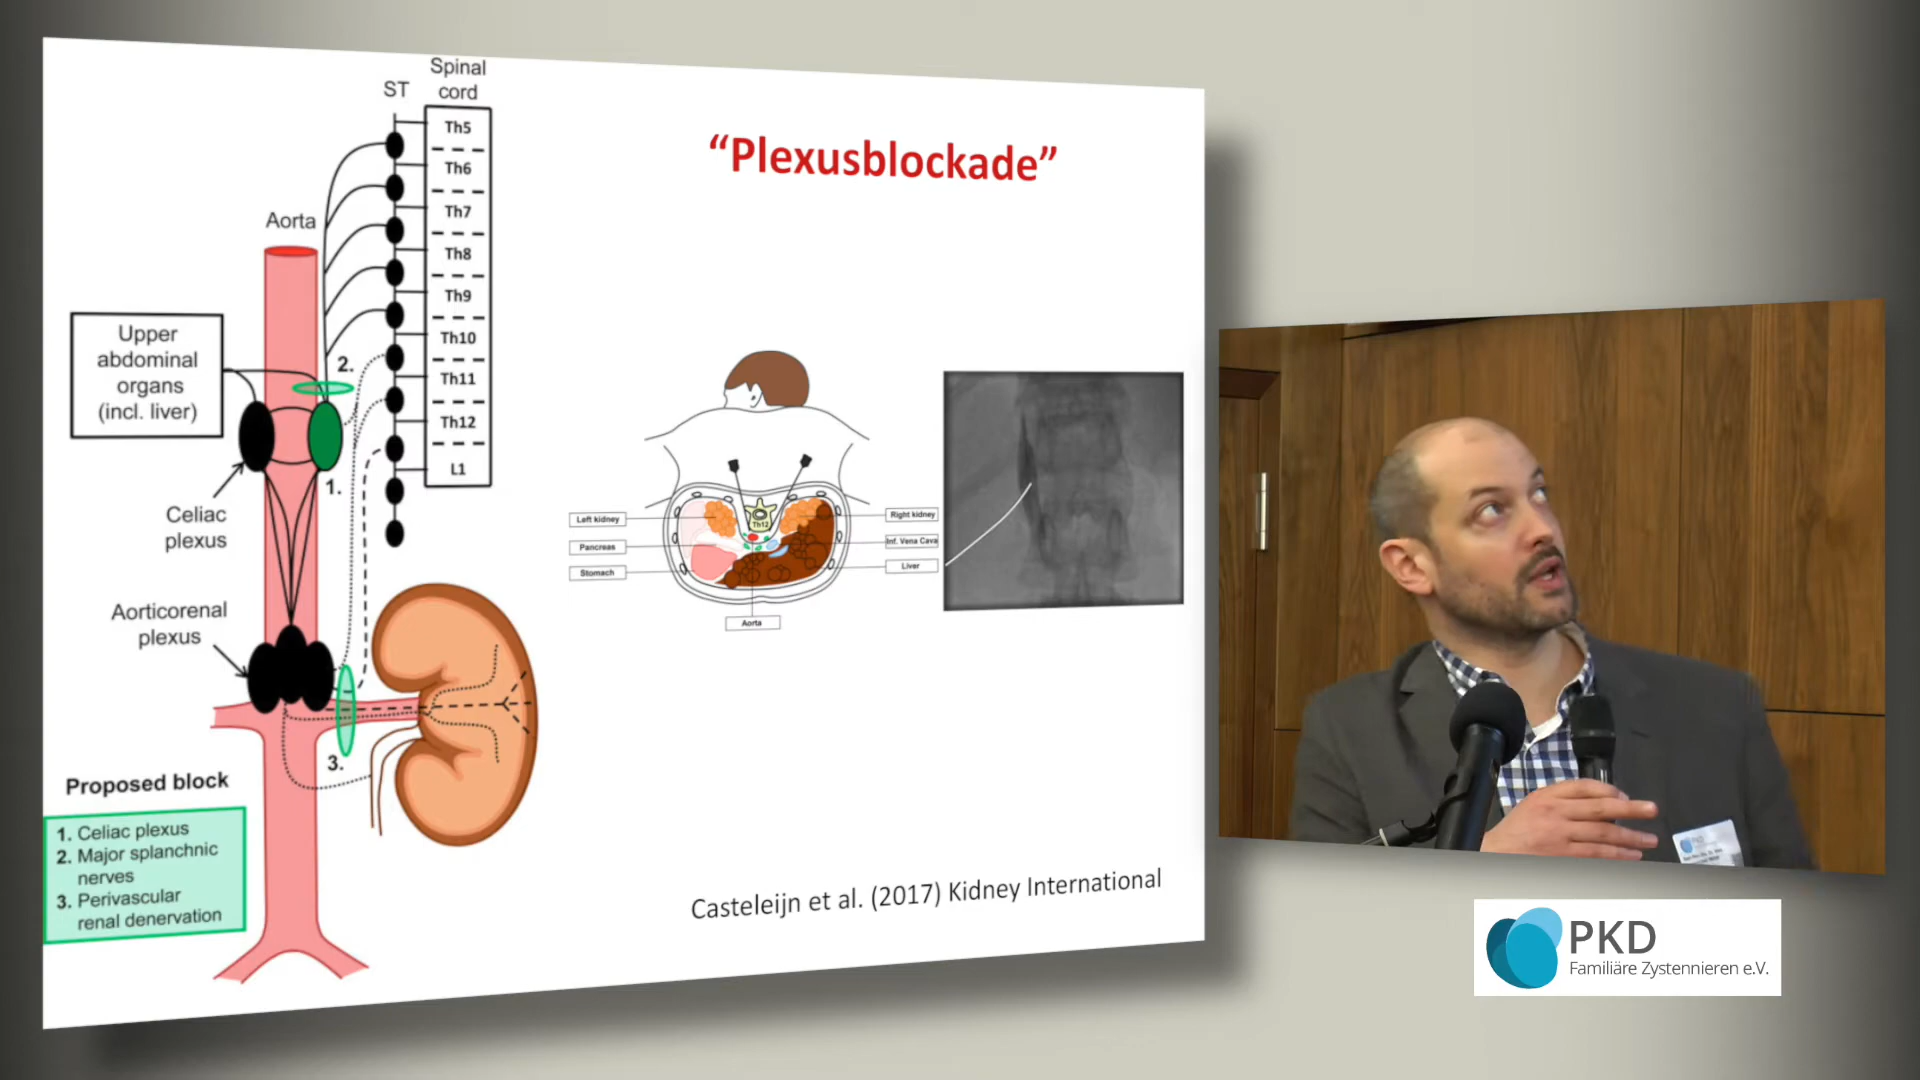 Spinal
cord
ST
Th5
Th6
Th7
Th8
Th9
Th10
Th11
Th12
L1
Aorta
Upper
abdominal
organs
(incl. liver)
2.
1.
Celiac
plexus
Aorticorenal
plexus
3.
Proposed block
1. Celiac plexus
2. Major splanchnic
nerves
3. Perivascular
renal denervation
“Plexusblockade”
Th12
Left kidney
Pancreas
Stomach
Right kidney
Inf. Vena Cava
Liver
Aorta
Casteleijn et al. (2017) Kidney International
PKD
PKD
Familiäre Zystennieren e.V.